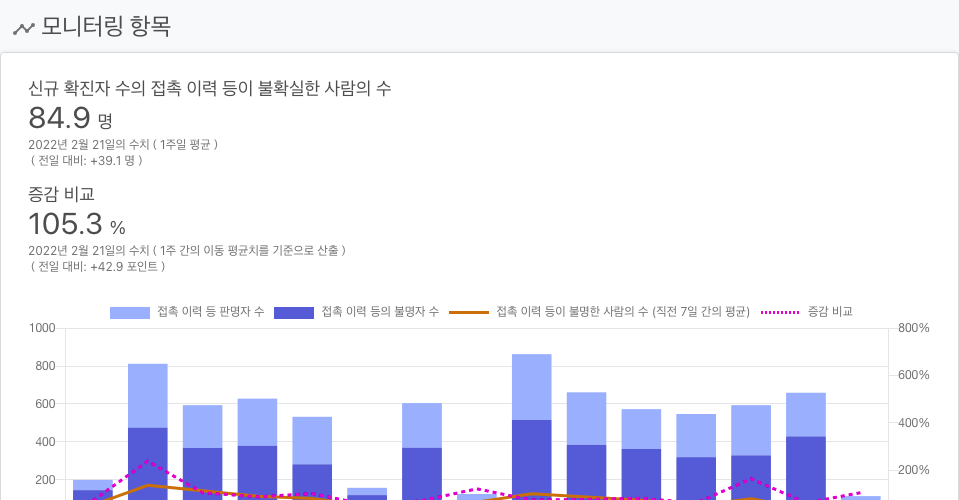 모니터링 항목
신규 확진자 수의 접촉 이력 등이 불확실한 사람의 수
84.9 명
2022년 2월 21일의 수치 ( 1주일 평균 )
( 전일 대비: +39.1 명 )
증감 비교
105.3 %
2022년 2월 21일의 수치 ( 1주 간의 이동 평균치를 기준으로 산출 )
( 전일 대비: +42.9 포인트 )
접촉 이력 등 판명자 수 접촉 이력 등의 불명자 수 접촉 이력 등이 불명한 사람의 수 (직전 7일 간의 평균) 증감 비교
1000 800%
800
600%
600
400 400%
200 200%